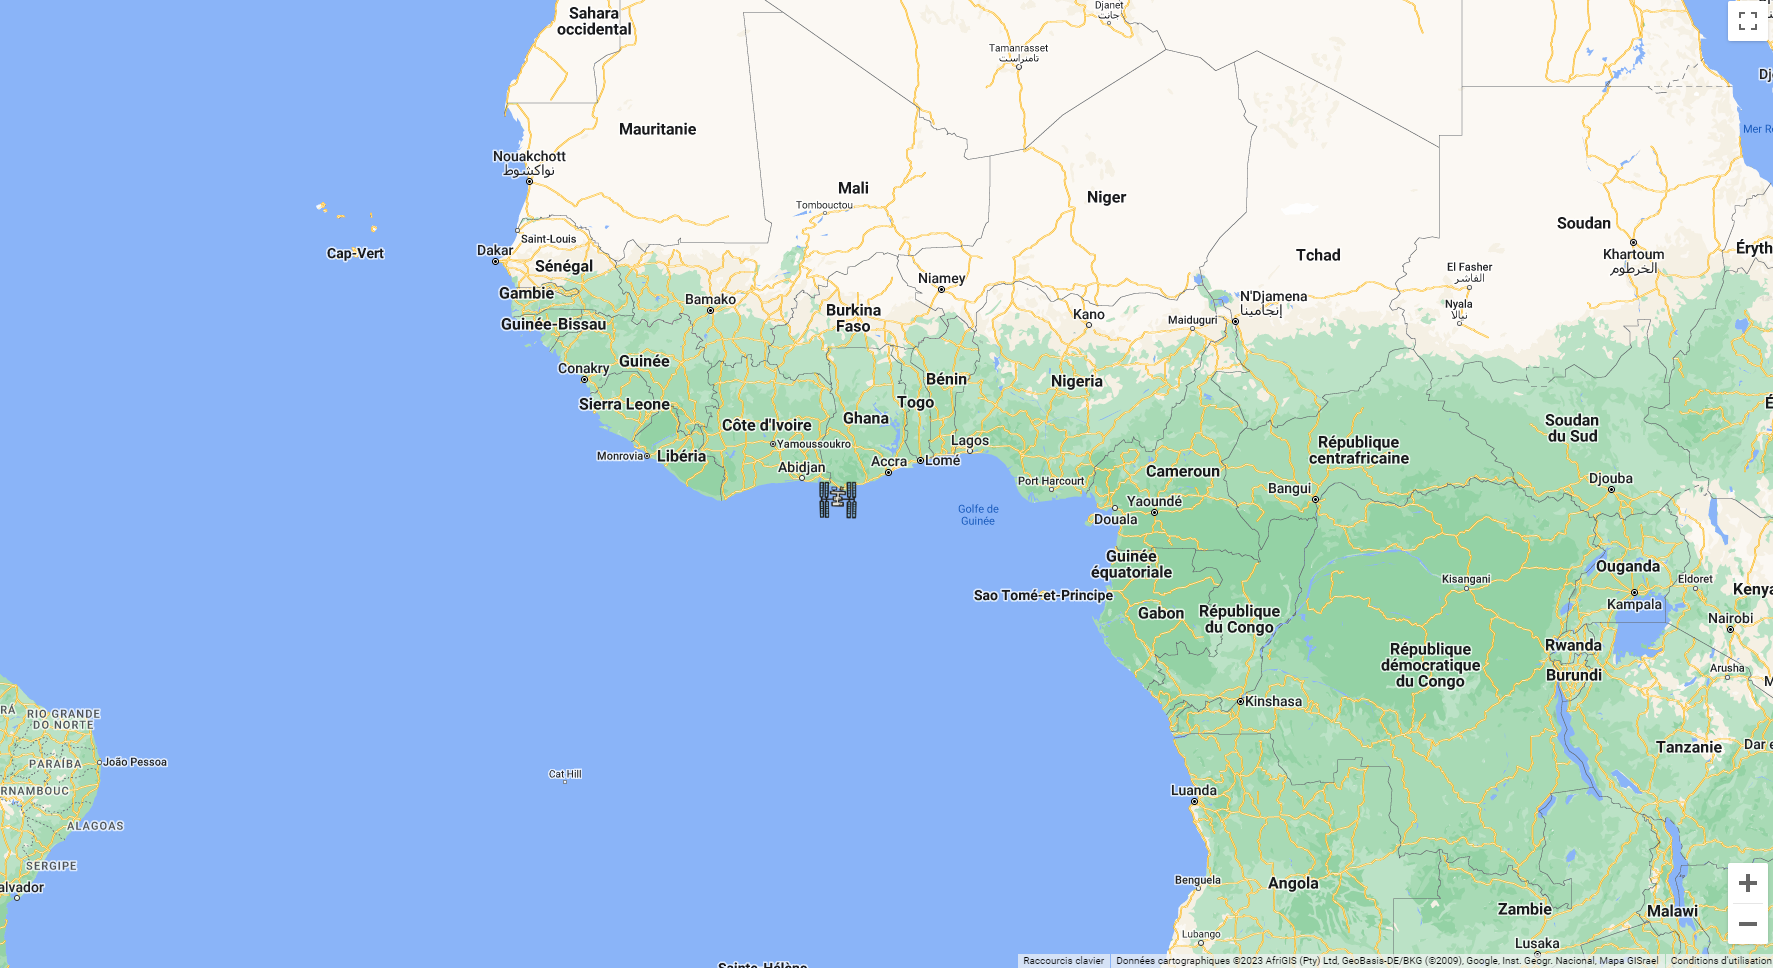 Sahara
occidental
Djanet
جانت
Tamanrasset
تامنراست
Mauritanie
Nouakchott
نواكشوط
Mer R
Mali
Tombouctou
Niger
Soudan
Khartoum
الخرطوم
Éryth
Saint-Louis
Dakar
Cap-Vert
Sénégal
Tchad
El Fasher
الفاشر
Gambie
Niamey
Bamako
N'Djamena
إنجامينا
Nyala
نيالا
Burkina
Faso
Kano
Maiduguri
Guinée-Bissau
Guinée
Conakry
Bénin
Nigeria
Sierra Leone
Togo
Ghana
Côte d'Ivoire
Yamoussoukro
Lagos
Soudan
du Sud
République
centrafricaine
Monrovia
Libéria
Abidjan
Accra
Lomé
Cameroun
Port Harcourt
Bangui
Djouba
Yaoundé
Douala
Golfe de
Guinée
Guinée
équatoriale
Ouganda
Kisangani
Eldoret
Kenya
Sao Tomé-et-Principe
Kampala
Gabon
République
du Congo
Nairobi
République
démocratique
du Congo
Rwanda
Burundi
Arusha
Kinshasa
RIO GRANDE
DO NORTE
Tanzanie
Dar e
PARAÍBA
João Pessoa
Cat Hill
RNAMBOUC
Luanda
ALAGOAS
SERGIPE
alvador
Benguela
Angola
Zambie
Malawi
Lubango
Lusaka
Sainte-Hélène
Raccourcis clavier
Données cartographiques ©2023 AfriGIS (Pty) Ltd, GeoBasis-DE/BKG (©2009), Google, Inst. Geogr. Nacional, Mapa GISrael
Conditions d'utilisation